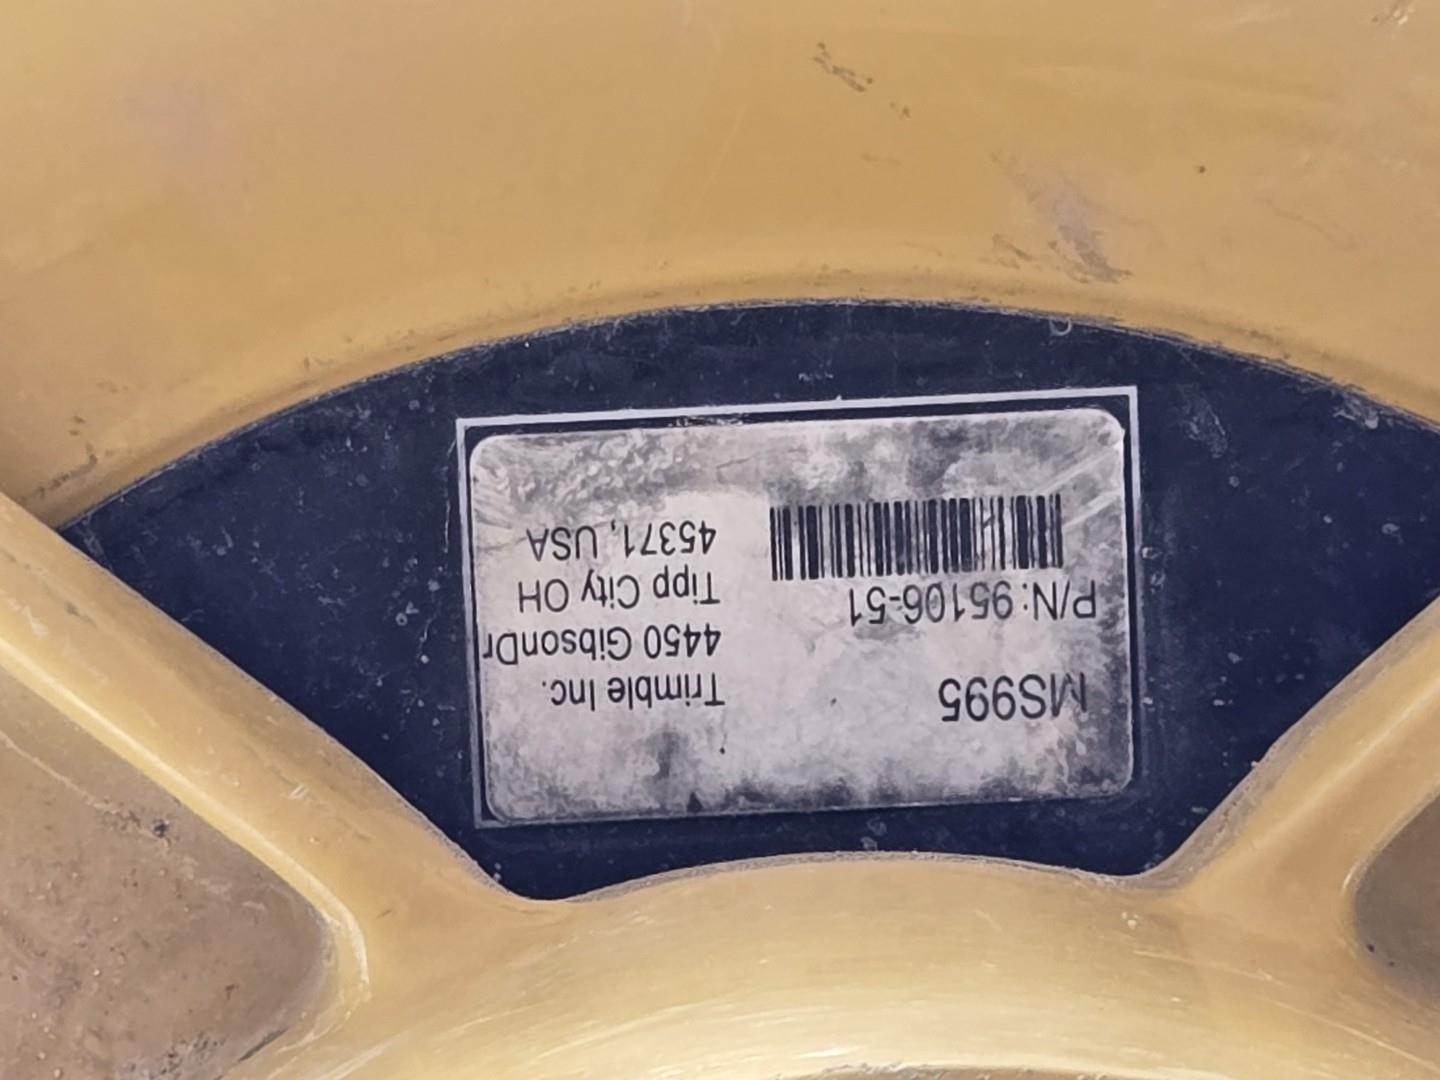 MS995
P/N: 95106-51
Trimble Inc.
4450 GibsonDr
Tipp City OH
45371, USA